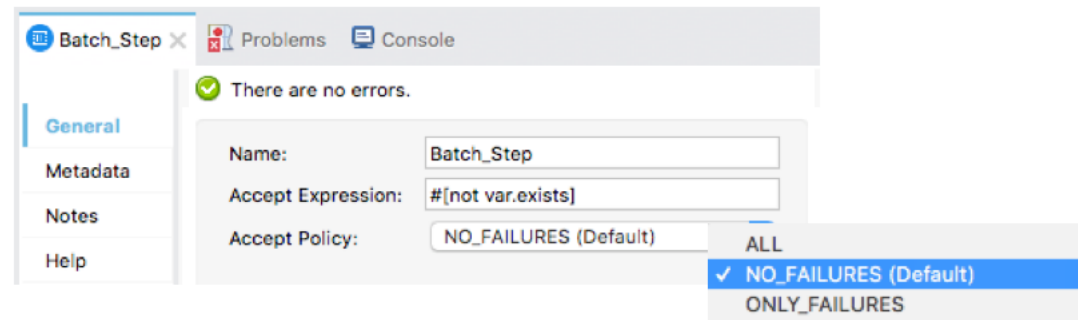 Batch_Step Problems Console
There are no errors.
General
Metadata
Notes
Help
Name: Batch_Step
Accept Expression: #[not var.exists]
Accept Policy: NO_FAILURES (Default)
ALL
NO_FAILURES (Default)
ONLY_FAILURES